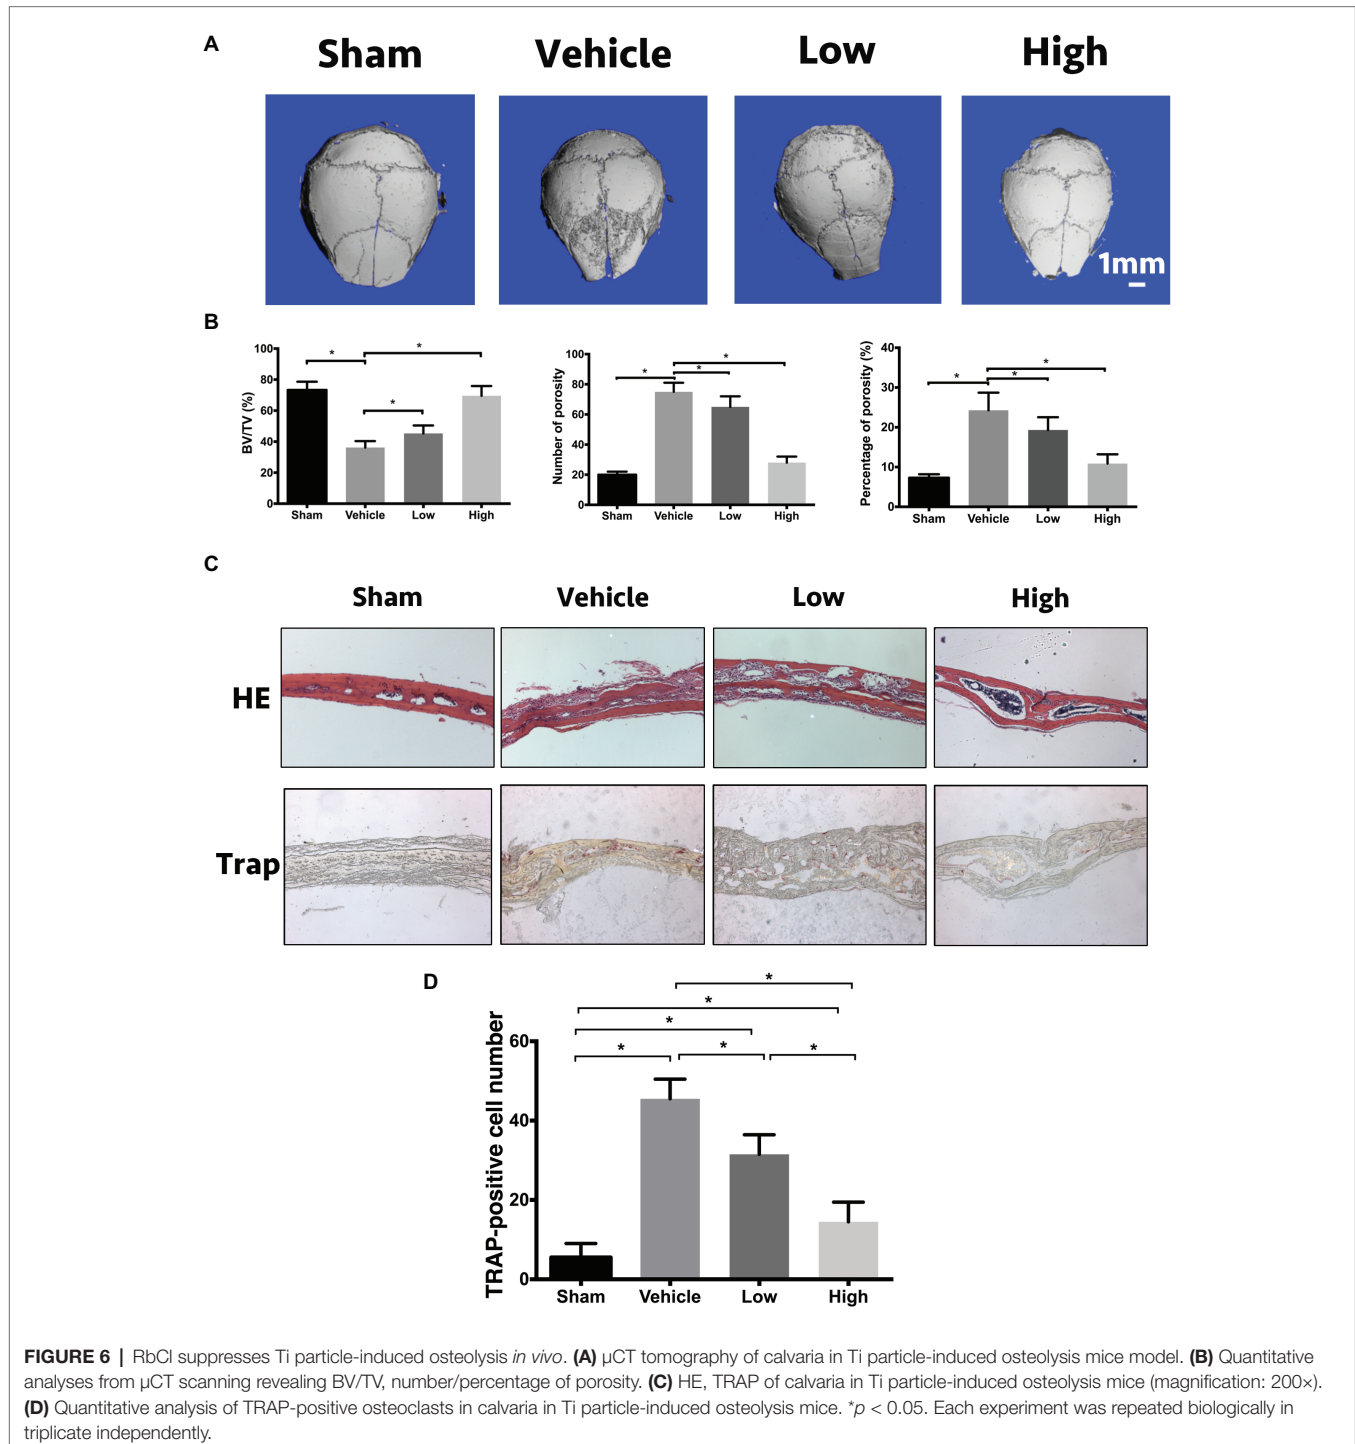 A
Sham Vehicle Low High
1mm
B
100
80
60
40
20
0
BV/TV (%)
* * *
Sham Vehicle Low High
100
80
60
40
20
0
Number of porosity
* * *
Sham Vehicle Low High
40
30
20
10
0
Percentage of porosity (%)
* * *
Sham Vehicle Low High
C
Sham Vehicle Low High
HE
Trap
D
60
40
20
0
TRAP-positive cell number
*
*
*
* * *
Sham Vehicle Low High
FIGURE 6 | RbCl suppresses Ti particle-induced osteolysis in vivo. (A) μCT tomography of calvaria in Ti particle-induced osteolysis mice model. (B) Quantitative
analyses from μCT scanning revealing BV/TV, number/percentage of porosity. (C) HE, TRAP of calvaria in Ti particle-induced osteolysis mice (magnification: 200×).
(D) Quantitative analysis of TRAP-positive osteoclasts in calvaria in Ti particle-induced osteolysis mice. *p < 0.05. Each experiment was repeated biologically in
triplicate independently.